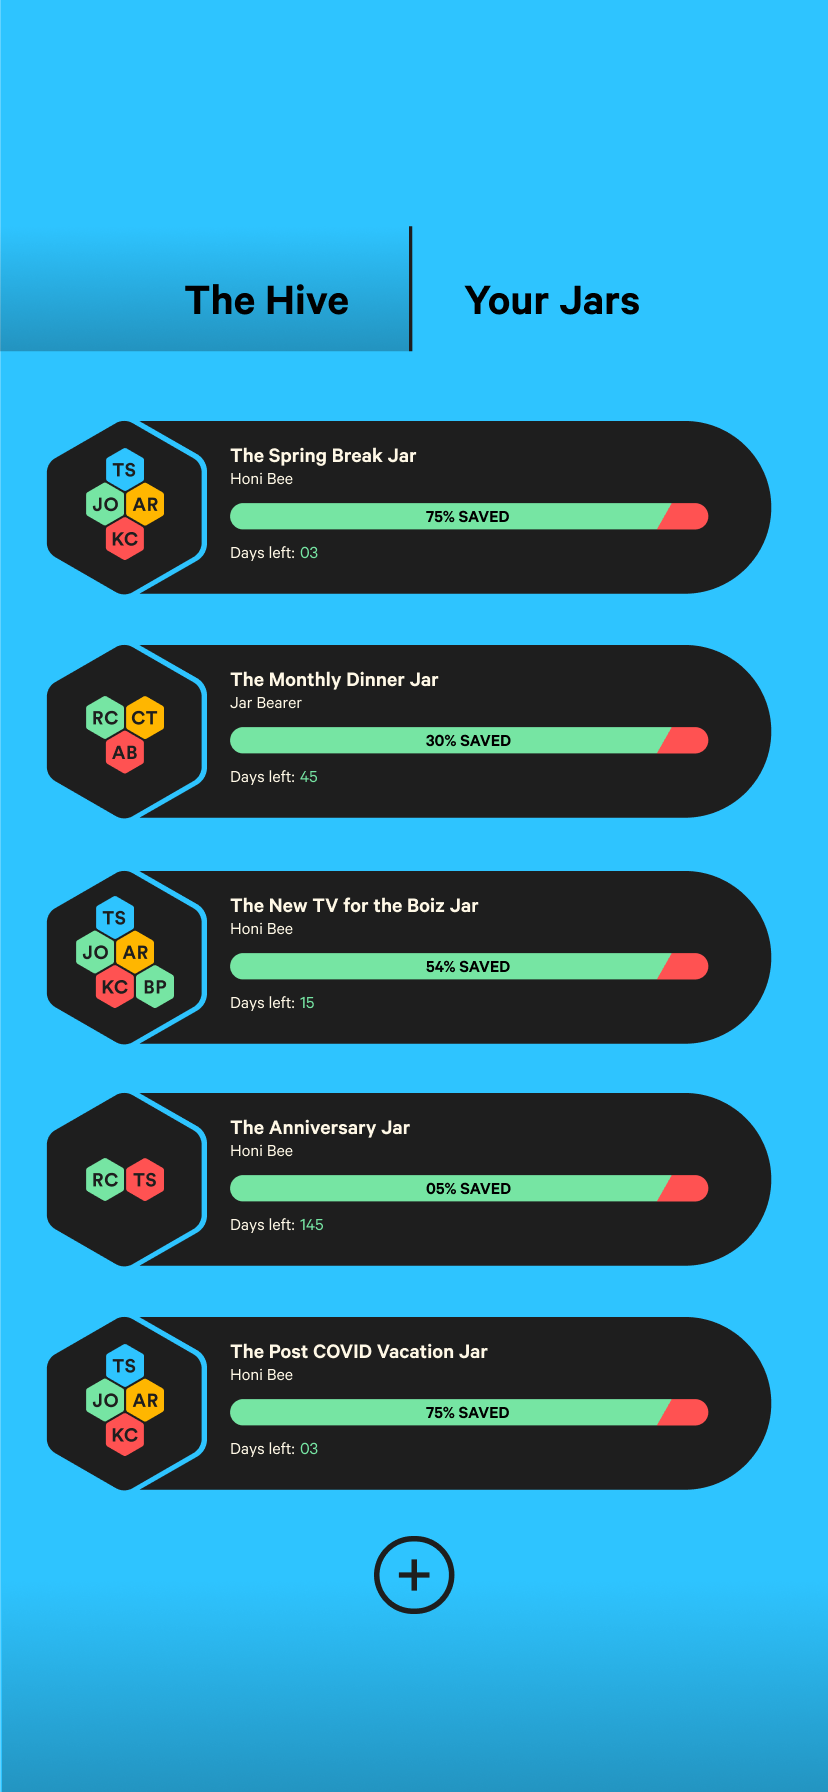 The Hive
Your Jars
TS
JO AR
KC
The Spring Break Jar
Honi Bee
75% SAVED
Days left: 03
RC CT
AB
The Monthly Dinner Jar
Jar Bearer
30% SAVED
Days left: 45
TS
JO AR
KC BP
The New TV for the Boiz Jar
Honi Bee
54% SAVED
Days left: 15
RC TS
The Anniversary Jar
Honi Bee
05% SAVED
Days left: 145
TS
JO AR
KC
The Post COVID Vacation Jar
Honi Bee
75% SAVED
Days left: 03
+